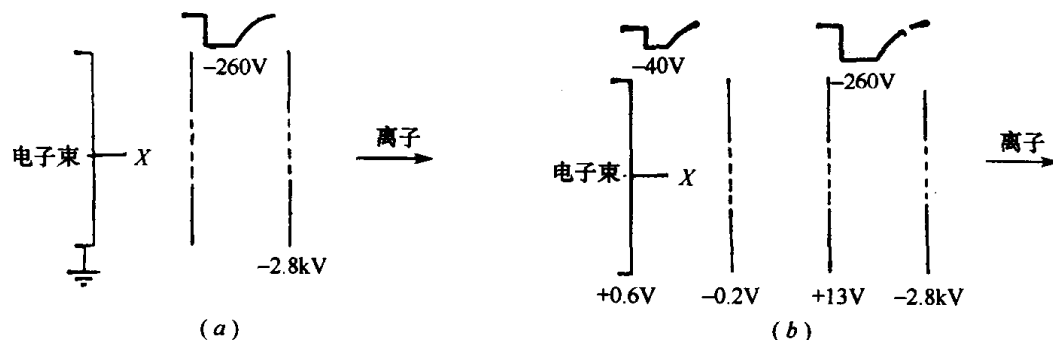 -260V
电子束
X
离子
-2.8kV
(a)
-40V
-260V
电子束
X
离子
+0.6V
-0.2V
+13V
-2.8kV
(b)